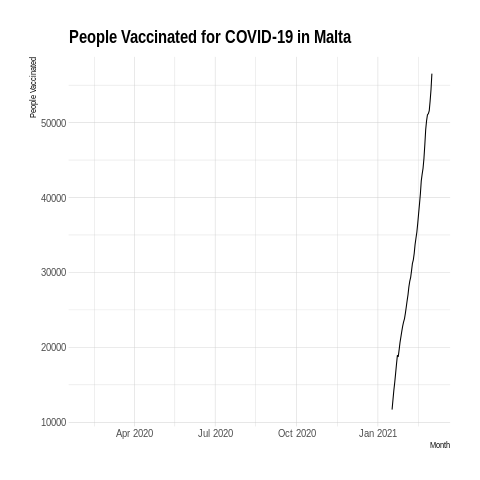 People Vaccinated for COVID-19 in Malta
People Vaccinated
50000
40000
30000
20000
10000
Apr 2020
Jul 2020
Oct 2020
Jan 2021
Month